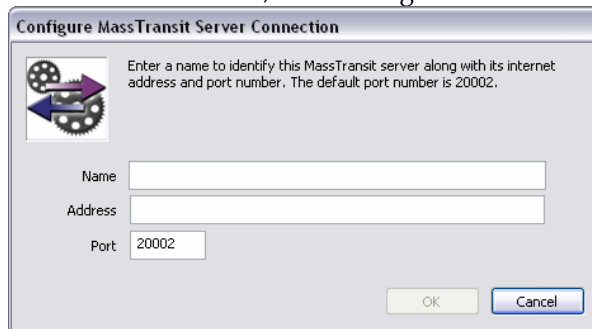 Configure MassTransit Server Connection
Enter a name to identify this MassTransit server along with its internet
address and port number. The default port number is 20002.
Name
Address
Port 20002
OK Cancel